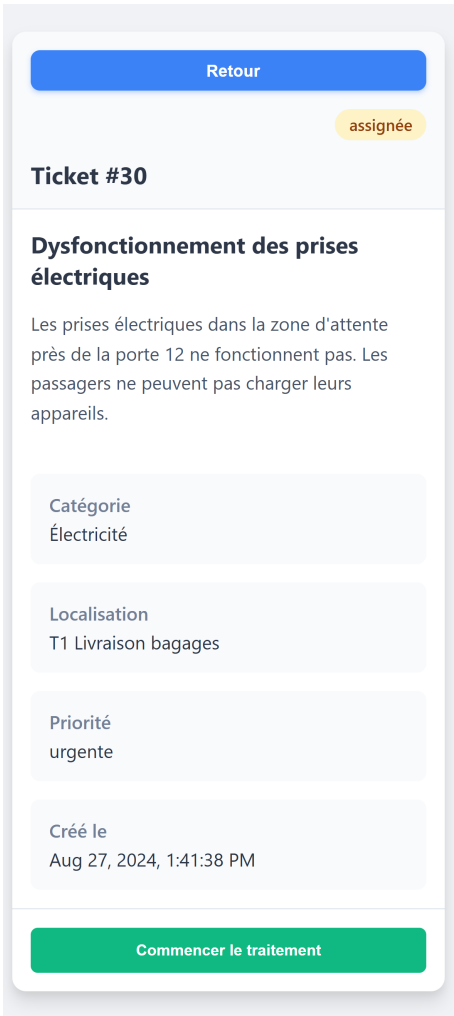 Retour
assignée
Ticket #30
Dysfonctionnement des prises
électriques
Les prises électriques dans la zone d'attente
près de la porte 12 ne fonctionnent pas. Les
passagers ne peuvent pas charger leurs
appareils.
Catégorie
Électricité
Localisation
T1 Livraison bagages
Priorité
urgente
Créé le
Aug 27, 2024, 1:41:38 PM
Commencer le traitement